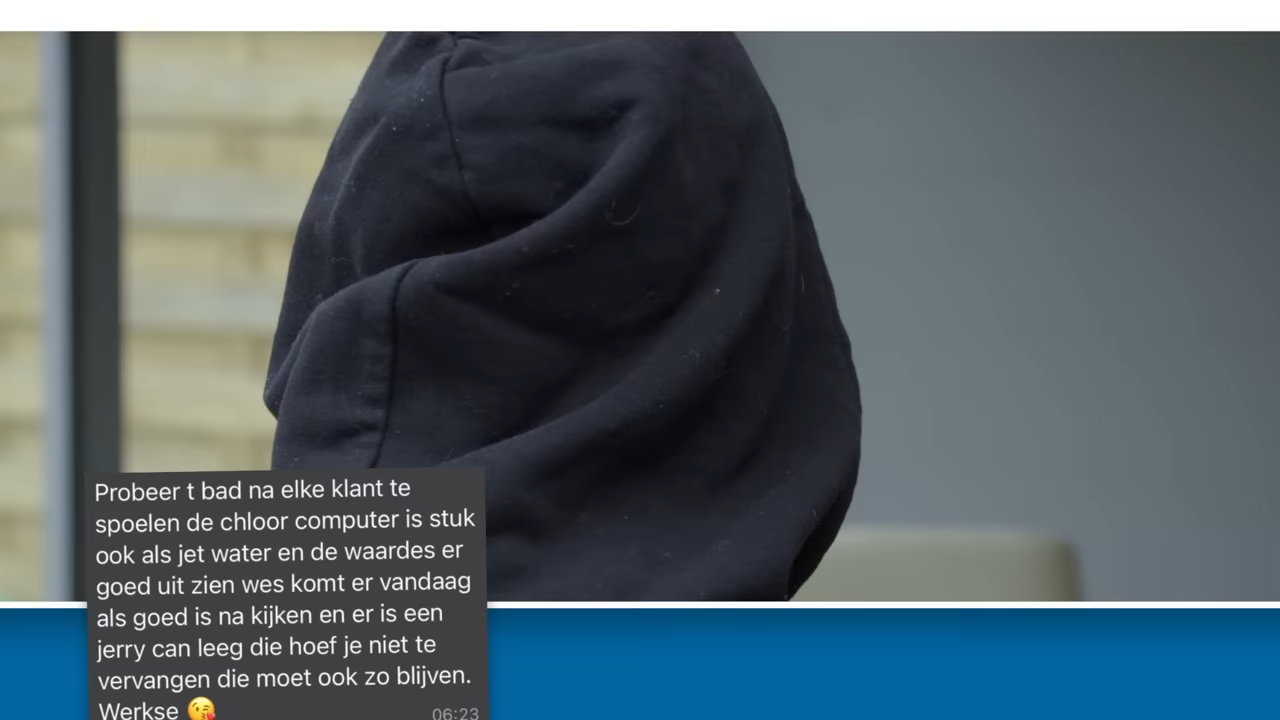 Probeer t bad na elke klant te
spoelen de chloor computer is stuk
ook als jet water en de waardes er
goed uit zien wes komt er vandaag
als goed is na kijken en er is een
jerry can leeg die hoef je niet te
vervangen die moet ook zo blijven.
Werkse 😘
06:23